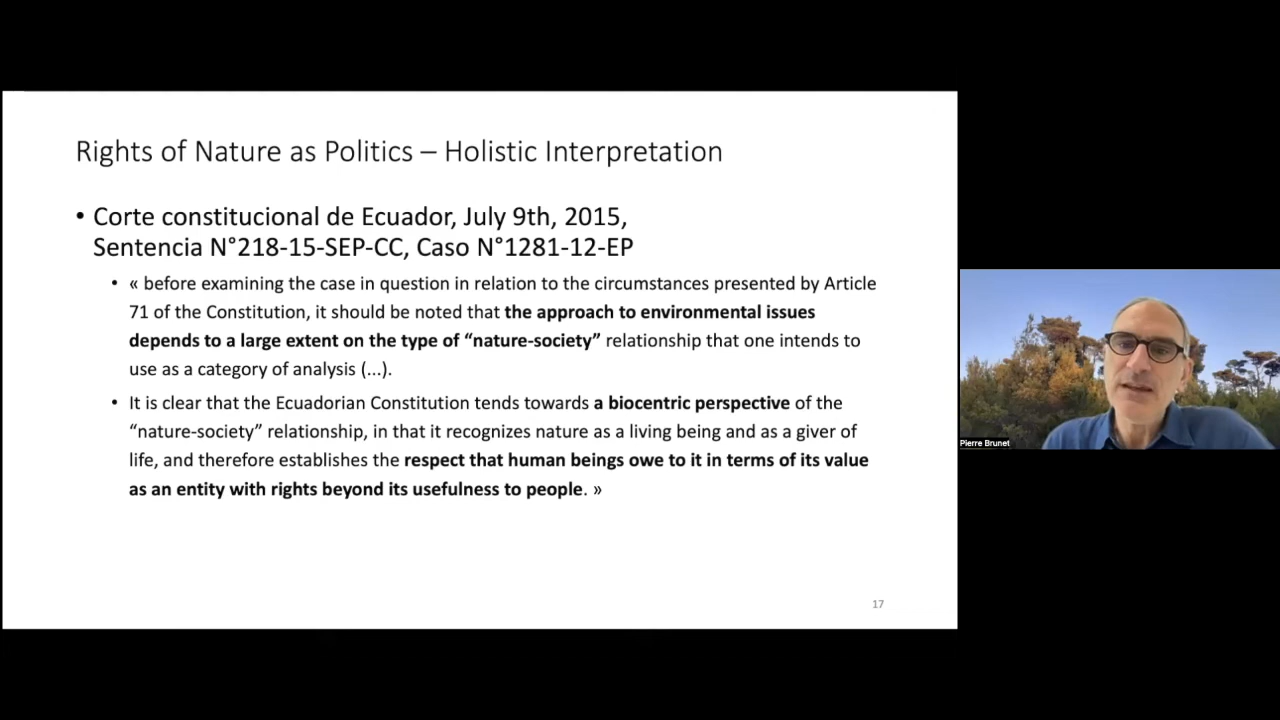 Rights of Nature as Politics – Holistic Interpretation
• Corte constitucional de Ecuador, July 9th, 2015,
Sentencia N°218-15-SEP-CC, Caso N°1281-12-EP
• « before examining the case in question in relation to the circumstances presented by Article
71 of the Constitution, it should be noted that the approach to environmental issues
depends to a large extent on the type of “nature-society” relationship that one intends to
use as a category of analysis (...).
• It is clear that the Ecuadorian Constitution tends towards a biocentric perspective of the
“nature-society” relationship, in that it recognizes nature as a living being and as a giver of
life, and therefore establishes the respect that human beings owe to it in terms of its value
as an entity with rights beyond its usefulness to people. »
17
Pierre Brunet